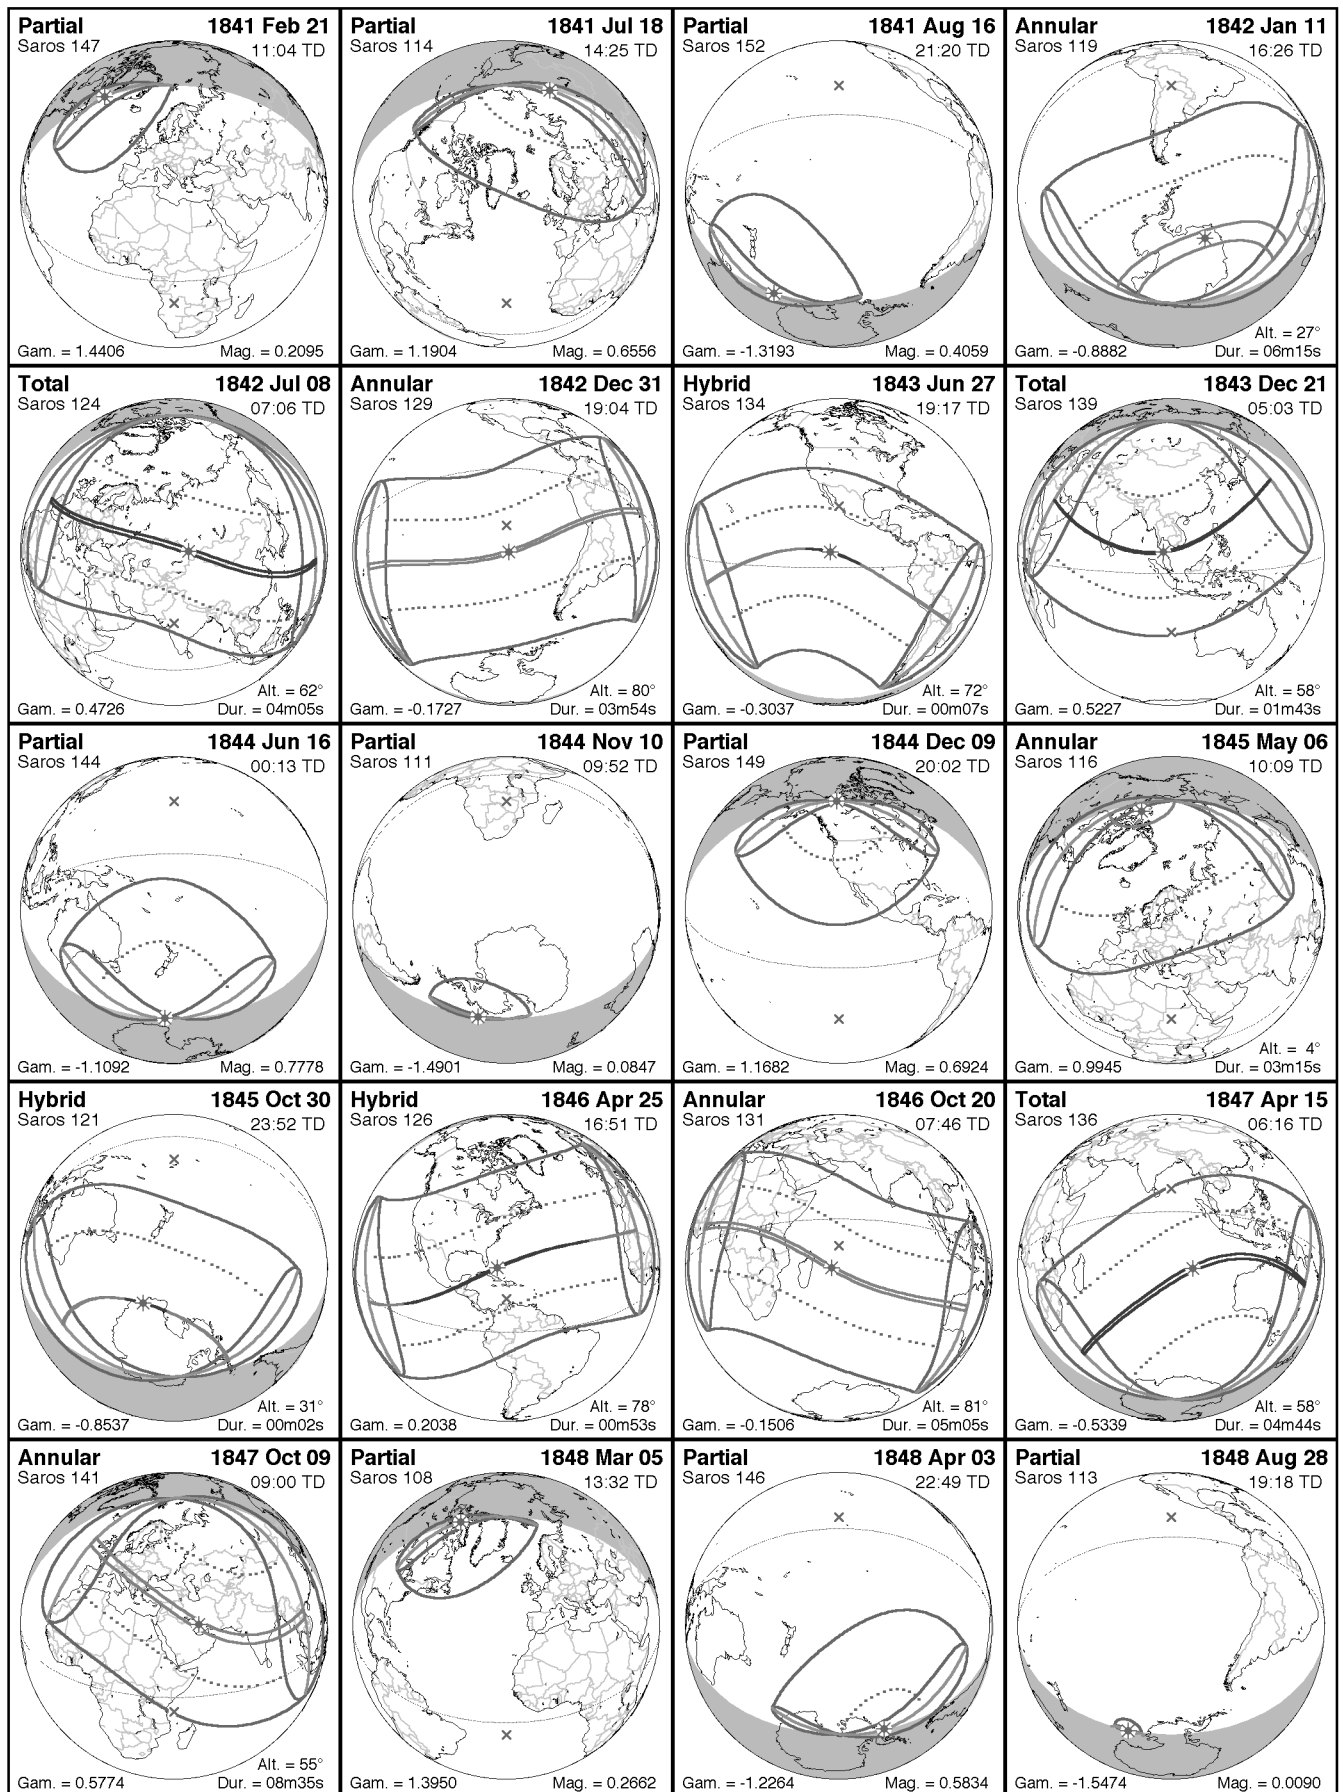 Partial 1841 Feb 21
Saros 147 11:04 TD
Gam. = 1.4406 Mag. = 0.2095
Partial 1841 Jul 18
Saros 114 14:25 TD
Gam. = 1.1904 Mag. = 0.6556
Partial 1841 Aug 16
Saros 152 21:20 TD
Gam. = -1.3193 Mag. = 0.4059
Annular 1842 Jan 11
Saros 119 16:26 TD
Alt. = 27°
Gam. = -0.8882 Dur. = 06m15s
Total 1842 Jul 08
Saros 124 07:06 TD
Alt. = 62°
Gam. = 0.4726 Dur. = 04m05s
Annular 1842 Dec 31
Saros 129 19:04 TD
Alt. = 80°
Gam. = -0.1727 Dur. = 03m54s
Hybrid 1843 Jun 27
Saros 134 19:17 TD
Alt. = 72°
Gam. = -0.3037 Dur. = 00m07s
Total 1843 Dec 21
Saros 139 05:03 TD
Alt. = 58°
Gam. = 0.5227 Dur. = 01m43s
Partial 1844 Jun 16
Saros 144 00:13 TD
Gam. = -1.1092 Mag. = 0.7778
Partial 1844 Nov 10
Saros 111 09:52 TD
Gam. = -1.4901 Mag. = 0.0847
Partial 1844 Dec 09
Saros 149 20:02 TD
Gam. = 1.1682 Mag. = 0.6924
Annular 1845 May 06
Saros 116 10:09 TD
Alt. = 4°
Gam. = 0.9945 Dur. = 03m15s
Hybrid 1845 Oct 30
Saros 121 23:52 TD
Alt. = 31°
Gam. = -0.8537 Dur. = 00m02s
Hybrid 1846 Apr 25
Saros 126 16:51 TD
Alt. = 78°
Gam. = 0.2038 Dur. = 00m53s
Annular 1846 Oct 20
Saros 131 07:46 TD
Alt. = 81°
Gam. = -0.1506 Dur. = 05m05s
Total 1847 Apr 15
Saros 136 06:16 TD
Alt. = 58°
Gam. = -0.5339 Dur. = 04m44s
Annular 1847 Oct 09
Saros 141 09:00 TD
Alt. = 55°
Gam. = 0.5774 Dur. = 08m35s
Partial 1848 Mar 05
Saros 108 13:32 TD
Gam. = 1.3950 Mag. = 0.2662
Partial 1848 Apr 03
Saros 146 22:49 TD
Gam. = -1.2264 Mag. = 0.5834
Partial 1848 Aug 28
Saros 113 19:18 TD
Gam. = -1.5474 Mag. = 0.0090